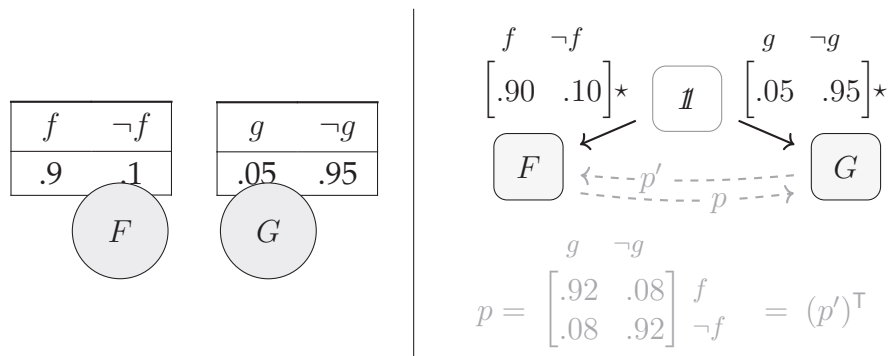 f ¬f
.9 .1
F
g ¬g
.05 .95
G
f ¬f
[.90 .10]⋆
𝟙
g ¬g
[.05 .95]⋆
F
G
p′
p
g ¬g
p = [.92 .08] f = (p′)ᵀ
[.08 .92] ¬f